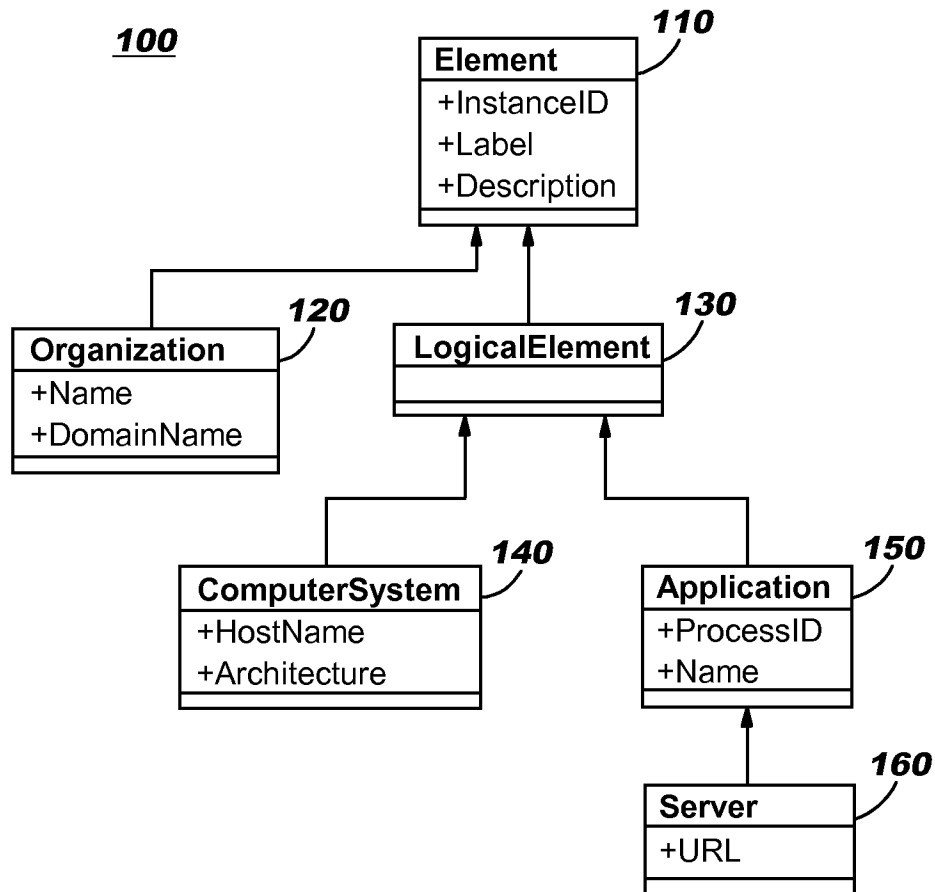 100
110
Element
+InstanceID
+Label
+Description
120
Organization
+Name
+DomainName
130
LogicalElement
140
ComputerSystem
+HostName
+Architecture
150
Application
+ProcessID
+Name
160
Server
+URL